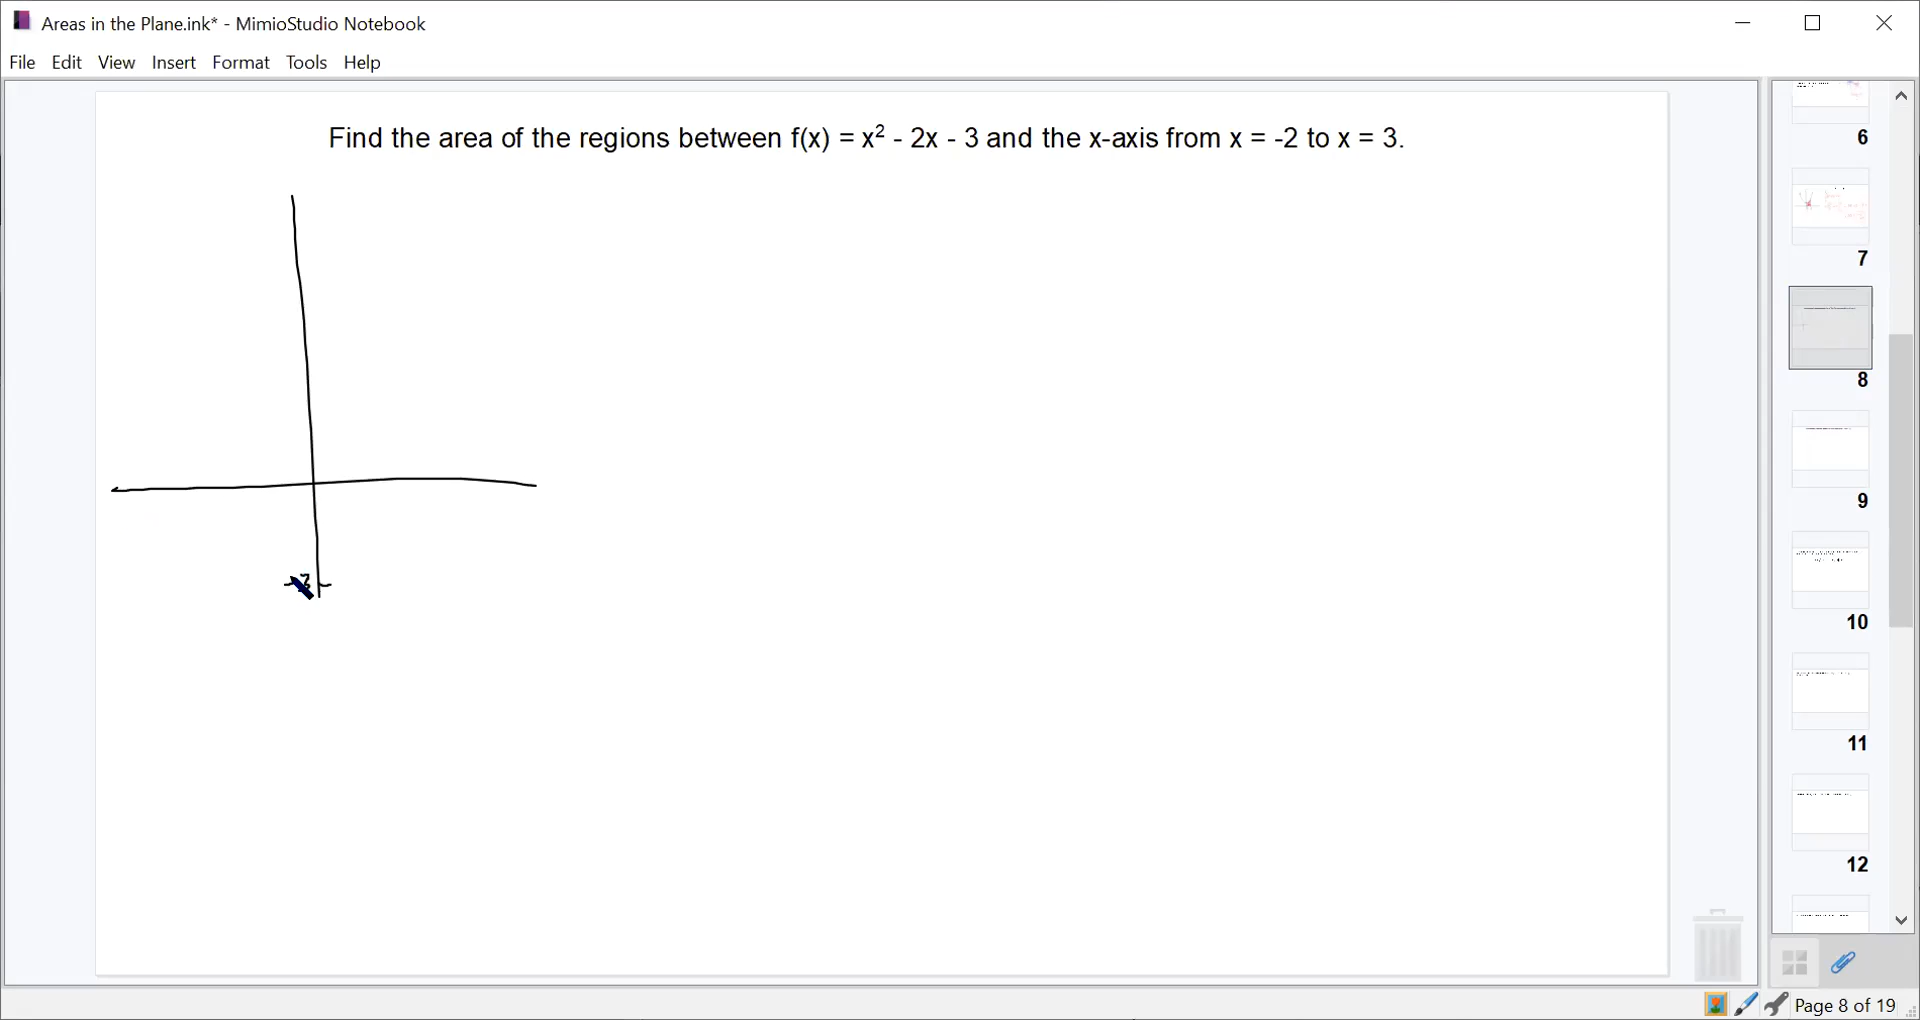 Areas in the Plane.ink* - MimioStudio Notebook
File Edit View Insert Format Tools Help
Find the area of the regions between f(x) = x² - 2x - 3 and the x-axis from x = -2 to x = 3.
6
7
8
9
10
11
12
Page 8 of 19